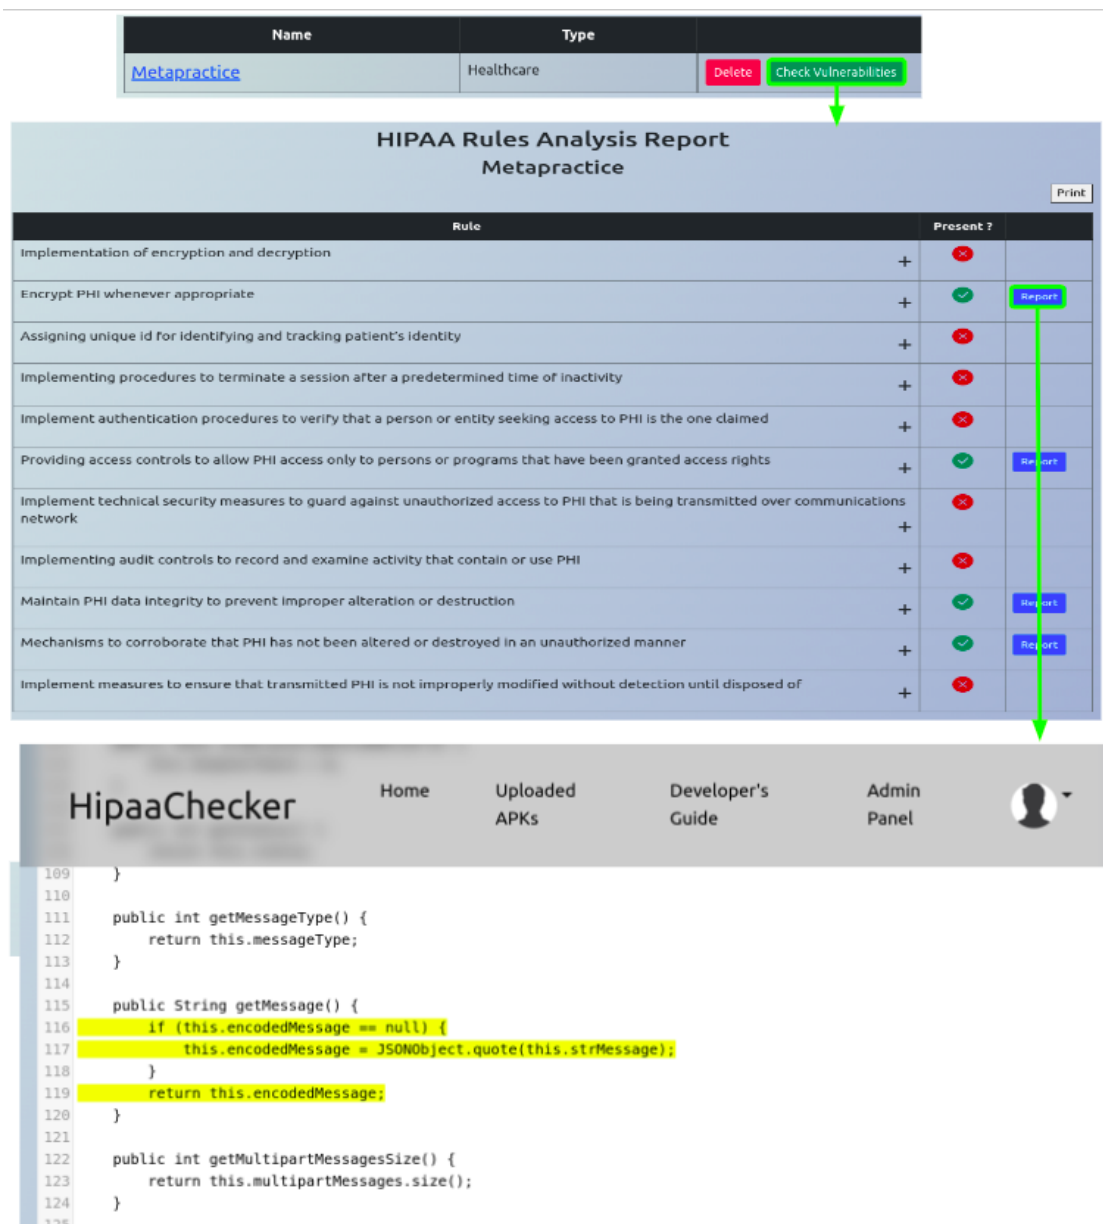 Name Type
Metapractice Healthcare Delete Check Vulnerabilities
HIPAA Rules Analysis Report
Metapractice
Print
Rule Present ?
Implementation of encryption and decryption +
Encrypt PHI whenever appropriate + Report
Assigning unique id for identifying and tracking patient's identity +
Implementing procedures to terminate a session after a predetermined time of inactivity +
Implement authentication procedures to verify that a person or entity seeking access to PHI is the one claimed +
Providing access controls to allow PHI access only to persons or programs that have been granted access rights + Report
Implement technical security measures to guard against unauthorized access to PHI that is being transmitted over communications
network +
Implementing audit controls to record and examine activity that contain or use PHI +
Maintain PHI data integrity to prevent improper alteration or destruction + Report
Mechanisms to corroborate that PHI has not been altered or destroyed in an unauthorized manner + Report
Implement measures to ensure that transmitted PHI is not improperly modified without detection until disposed of +
HipaaChecker Home Uploaded APKs Developer's Guide Admin Panel
109 }
110
111 public int getMessageType() {
112 return this.messageType;
113 }
114
115 public String getMessage() {
116 if (this.encodedMessage == null) {
117 this.encodedMessage = JSONObject.quote(this.strMessage);
118 }
119 return this.encodedMessage;
120 }
121
122 public int getMultipartMessagesSize() {
123 return this.multipartMessages.size();
124 }